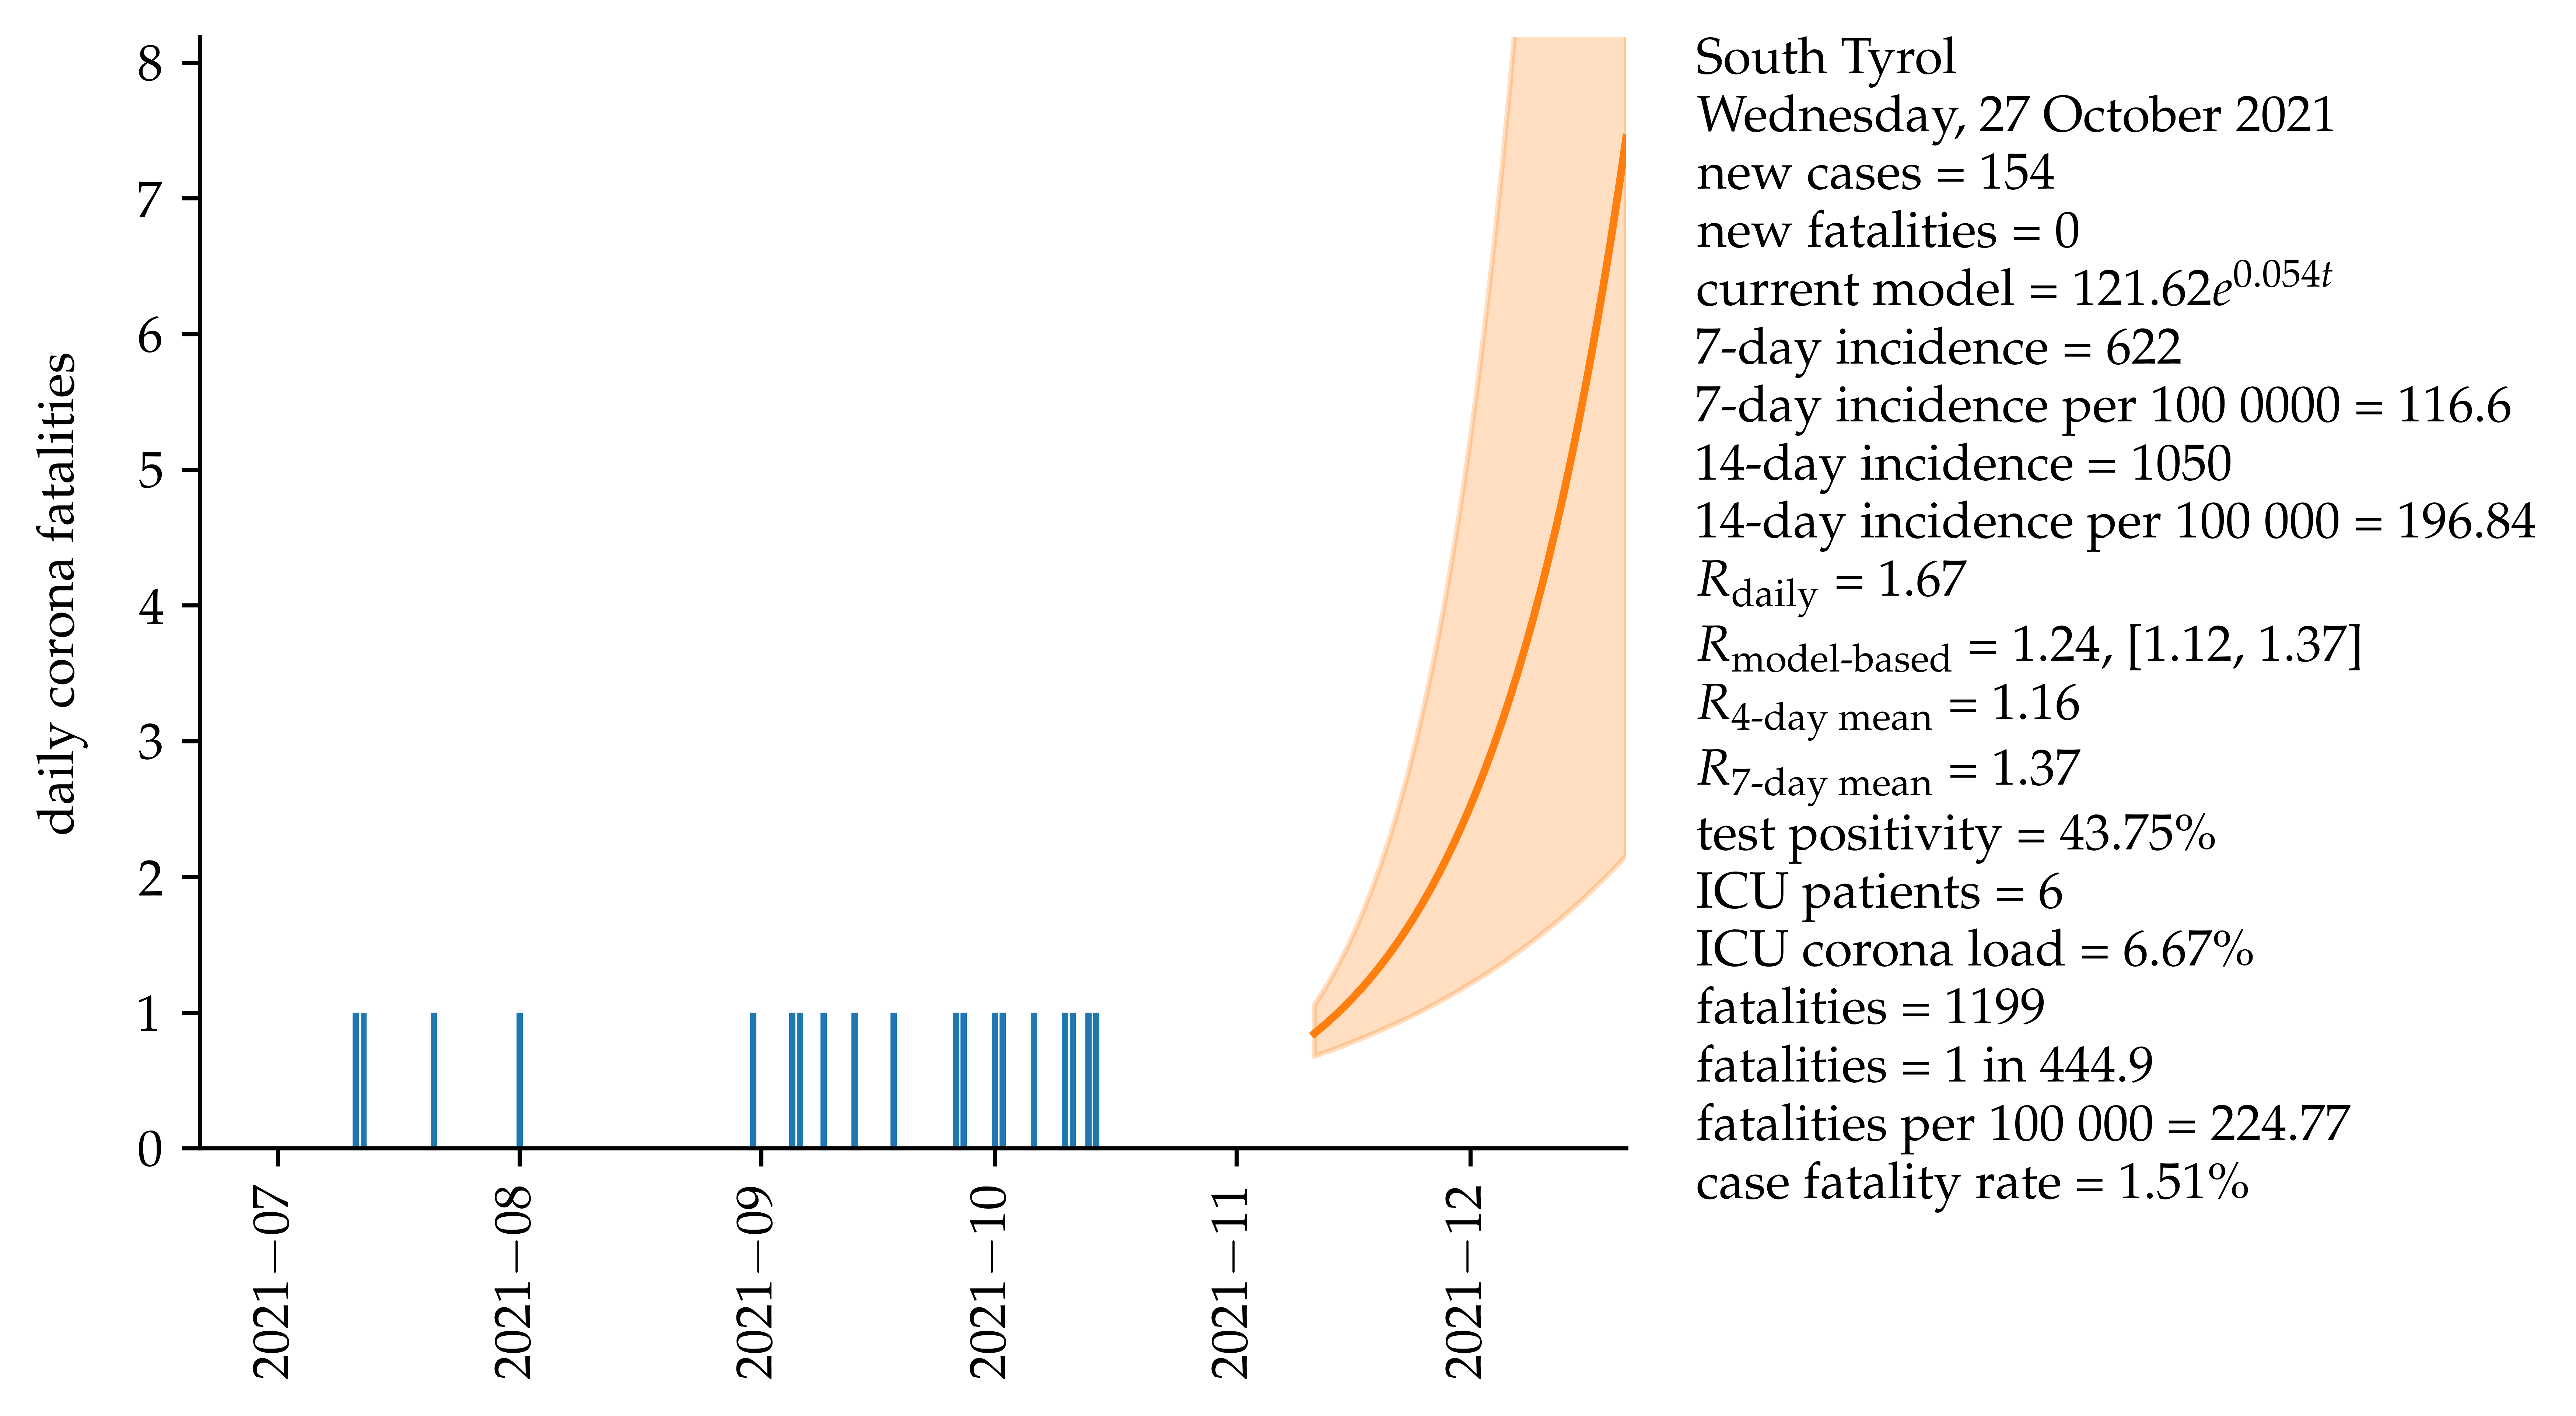 daily corona fatalities
8
7
6
5
4
3
2
1
0
2021−07
2021−08
2021−09
2021−10
2021−11
2021−12
South Tyrol
Wednesday, 27 October 2021
new cases = 154
new fatalities = 0
current model = 121.62e^0.054t
7-day incidence = 622
7-day incidence per 100 0000 = 116.6
14-day incidence = 1050
14-day incidence per 100 000 = 196.84
R_daily = 1.67
R_model-based = 1.24, [1.12, 1.37]
R_4-day mean = 1.16
R_7-day mean = 1.37
test positivity = 43.75%
ICU patients = 6
ICU corona load = 6.67%
fatalities = 1199
fatalities = 1 in 444.9
fatalities per 100 000 = 224.77
case fatality rate = 1.51%